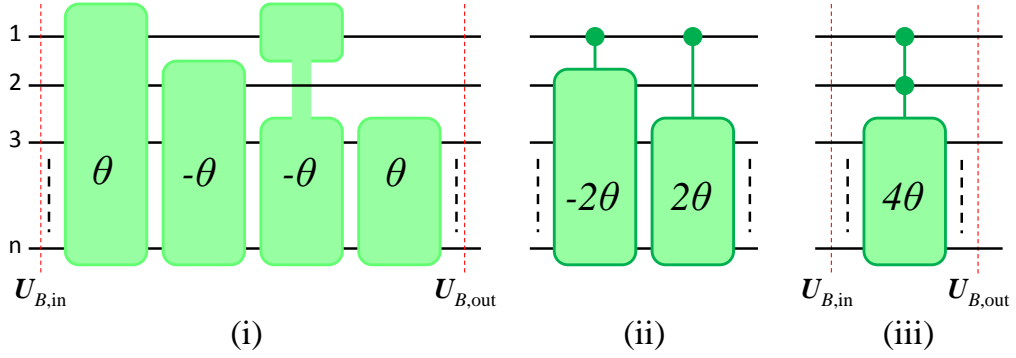 1
2
3
n
θ
-θ
-θ
θ
U_{B,in}
U_{B,out}
(i)
-2θ
2θ
(ii)
4θ
U_{B,in}
U_{B,out}
(iii)